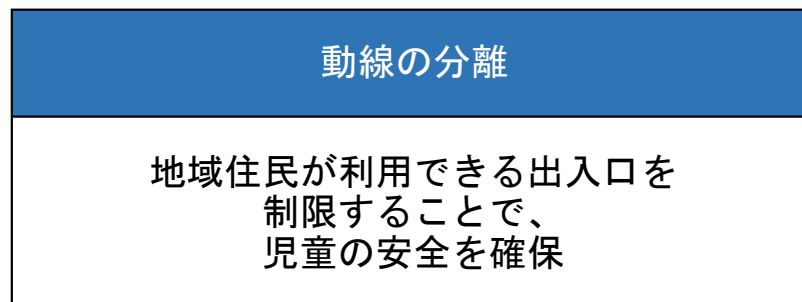 動線の分離
地域住民が利用できる出入口を
制限することで、
児童の安全を確保